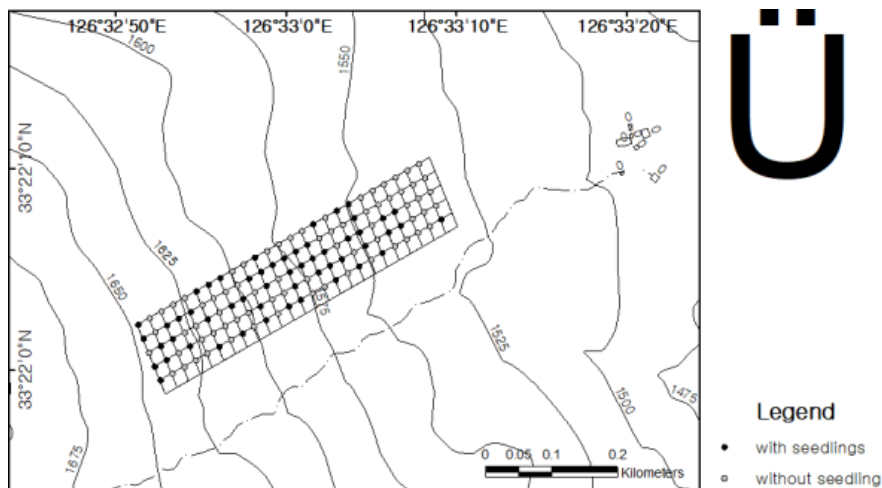 126°32'50"E 126°33'0"E 126°33'10"E 126°33'20"E
Ü
1600
1550
33°22'10"N
1625
1650
1575
33°22'0"N
1525
1500
1475
1675
Legend
with seedlings
without seedling
0 0.05 0.1 0.2
Kilometers